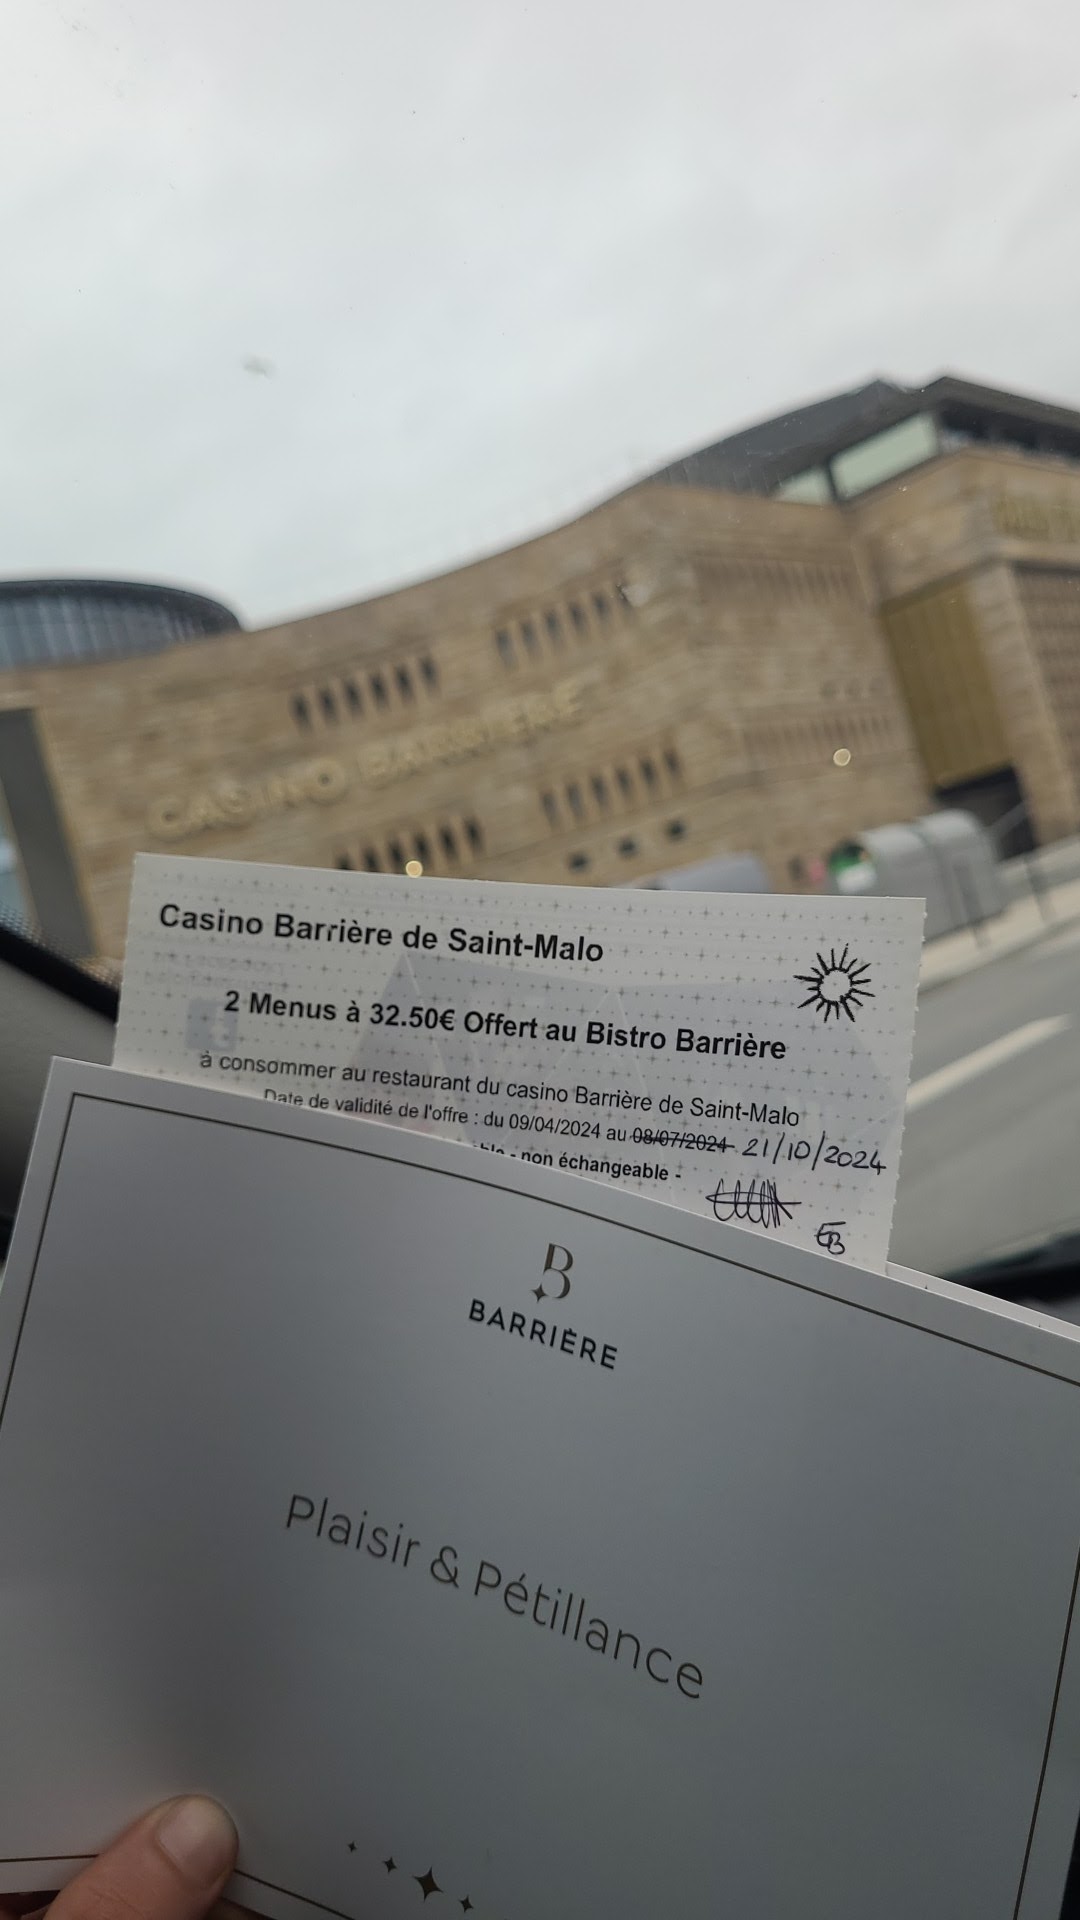 CASINO BARRIERE
Casino Barrière de Saint-Malo
2 Menus à 32.50€ Offert au Bistro Barrière
à consommer au restaurant du casino Barrière de Saint-Malo
Date de validité de l'offre : du 09/04/2024 au 08/07/2024 21/10/2024
- non échangeable -
EB
B
BARRIÈRE
Plaisir & Pétillance